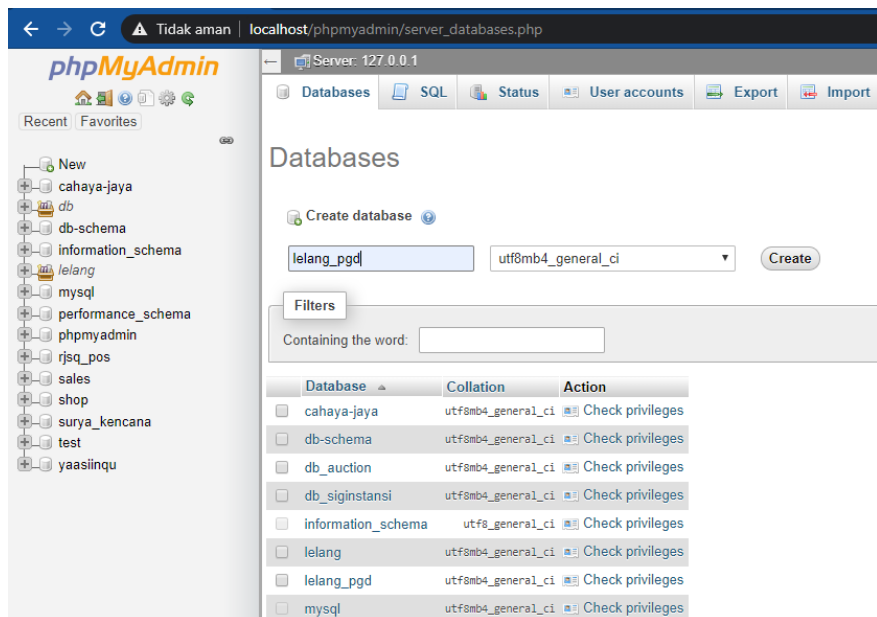 Tidak aman localhost/phpmyadmin/server_databases.php
phpMyAdmin
Recent Favorites
New
cahaya-jaya
db
db-schema
information_schema
lelang
mysql
performance_schema
phpmyadmin
rjsq_pos
sales
shop
surya_kencana
test
yaasiinqu
Server: 127.0.0.1
Databases SQL Status User accounts Export Import
Databases
Create database
lelang_pgd utf8mb4_general_ci Create
Filters
Containing the word:
Database Collation Action
cahaya-jaya utf8mb4_general_ci Check privileges
db-schema utf8mb4_general_ci Check privileges
db_auction utf8mb4_general_ci Check privileges
db_siginstansi utf8mb4_general_ci Check privileges
information_schema utf8_general_ci Check privileges
lelang utf8mb4_general_ci Check privileges
lelang_pgd utf8mb4_general_ci Check privileges
mysql utf8mb4_general_ci Check privileges